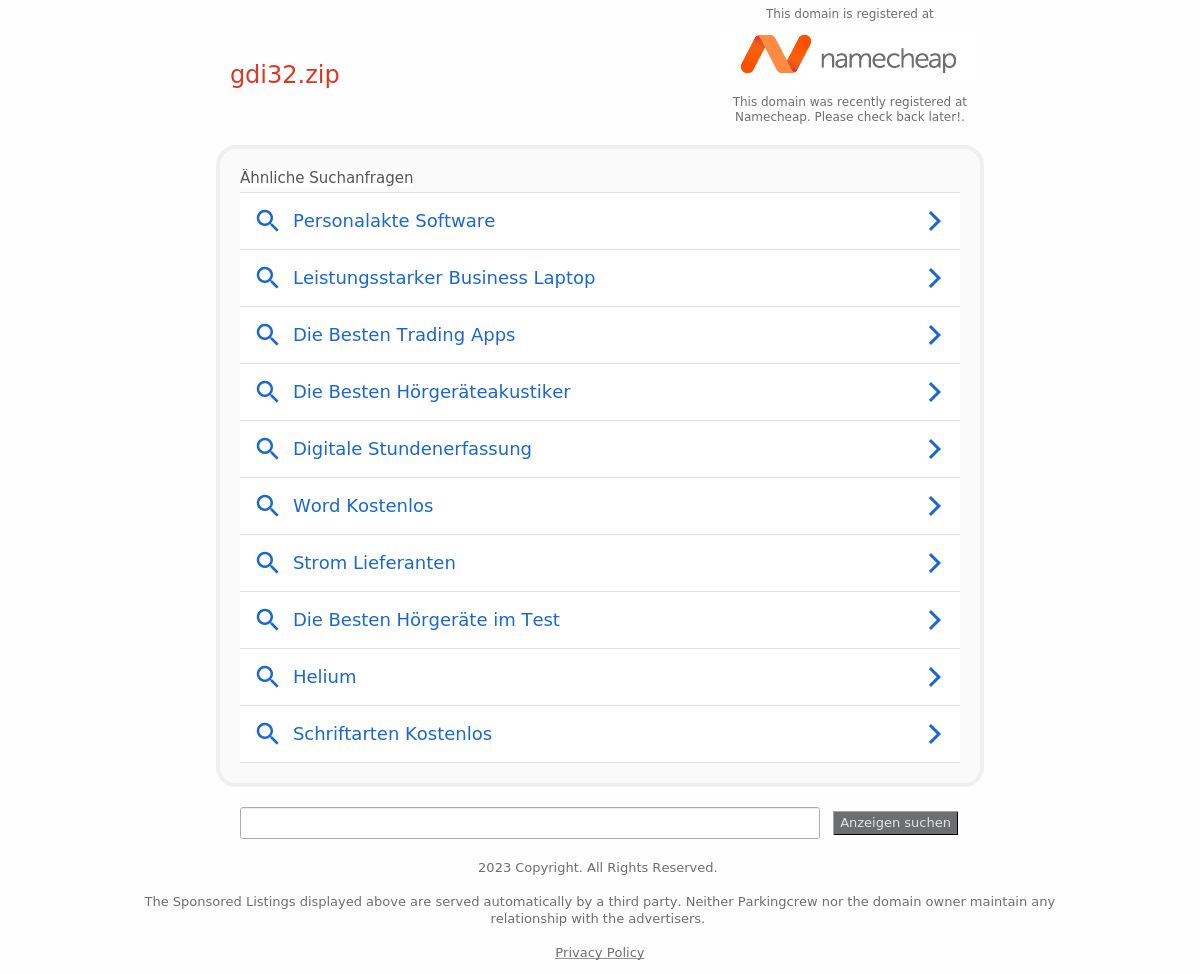 This domain is registered at
namecheap
gdi32.zip
This domain was recently registered at
Namecheap. Please check back later!.
Ähnliche Suchanfragen
Personalakte Software
Leistungsstarker Business Laptop
Die Besten Trading Apps
Die Besten Hörgeräteakustiker
Digitale Stundenerfassung
Word Kostenlos
Strom Lieferanten
Die Besten Hörgeräte im Test
Helium
Schriftarten Kostenlos
Anzeigen suchen
2023 Copyright. All Rights Reserved.
The Sponsored Listings displayed above are served automatically by a third party. Neither Parkingcrew nor the domain owner maintain any
relationship with the advertisers.
Privacy Policy